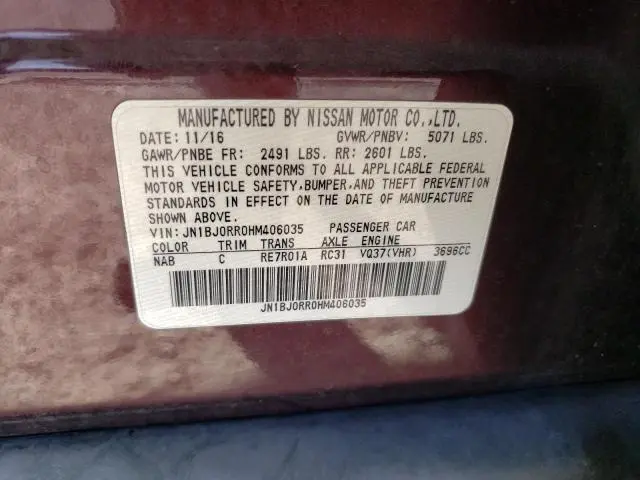 MANUFACTURED BY NISSAN MOTOR CO.,LTD.
DATE: 11/16 GVWR/PNBV: 5071 LBS.
GAWR/PNBE FR: 2491 LBS. RR: 2601 LBS.
THIS VEHICLE CONFORMS TO ALL APPLICABLE FEDERAL
MOTOR VEHICLE SAFETY,BUMPER,AND THEFT PREVENTION
STANDARDS IN EFFECT ON THE DATE OF MANUFACTURE
SHOWN ABOVE.
VIN: JN1BJ0RR0HM406035 PASSENGER CAR
COLOR TRIM TRANS AXLE ENGINE
NAB C RE7R01A RC31 VQ37(VHR) 3696CC
JN1BJ0RR0HM406035